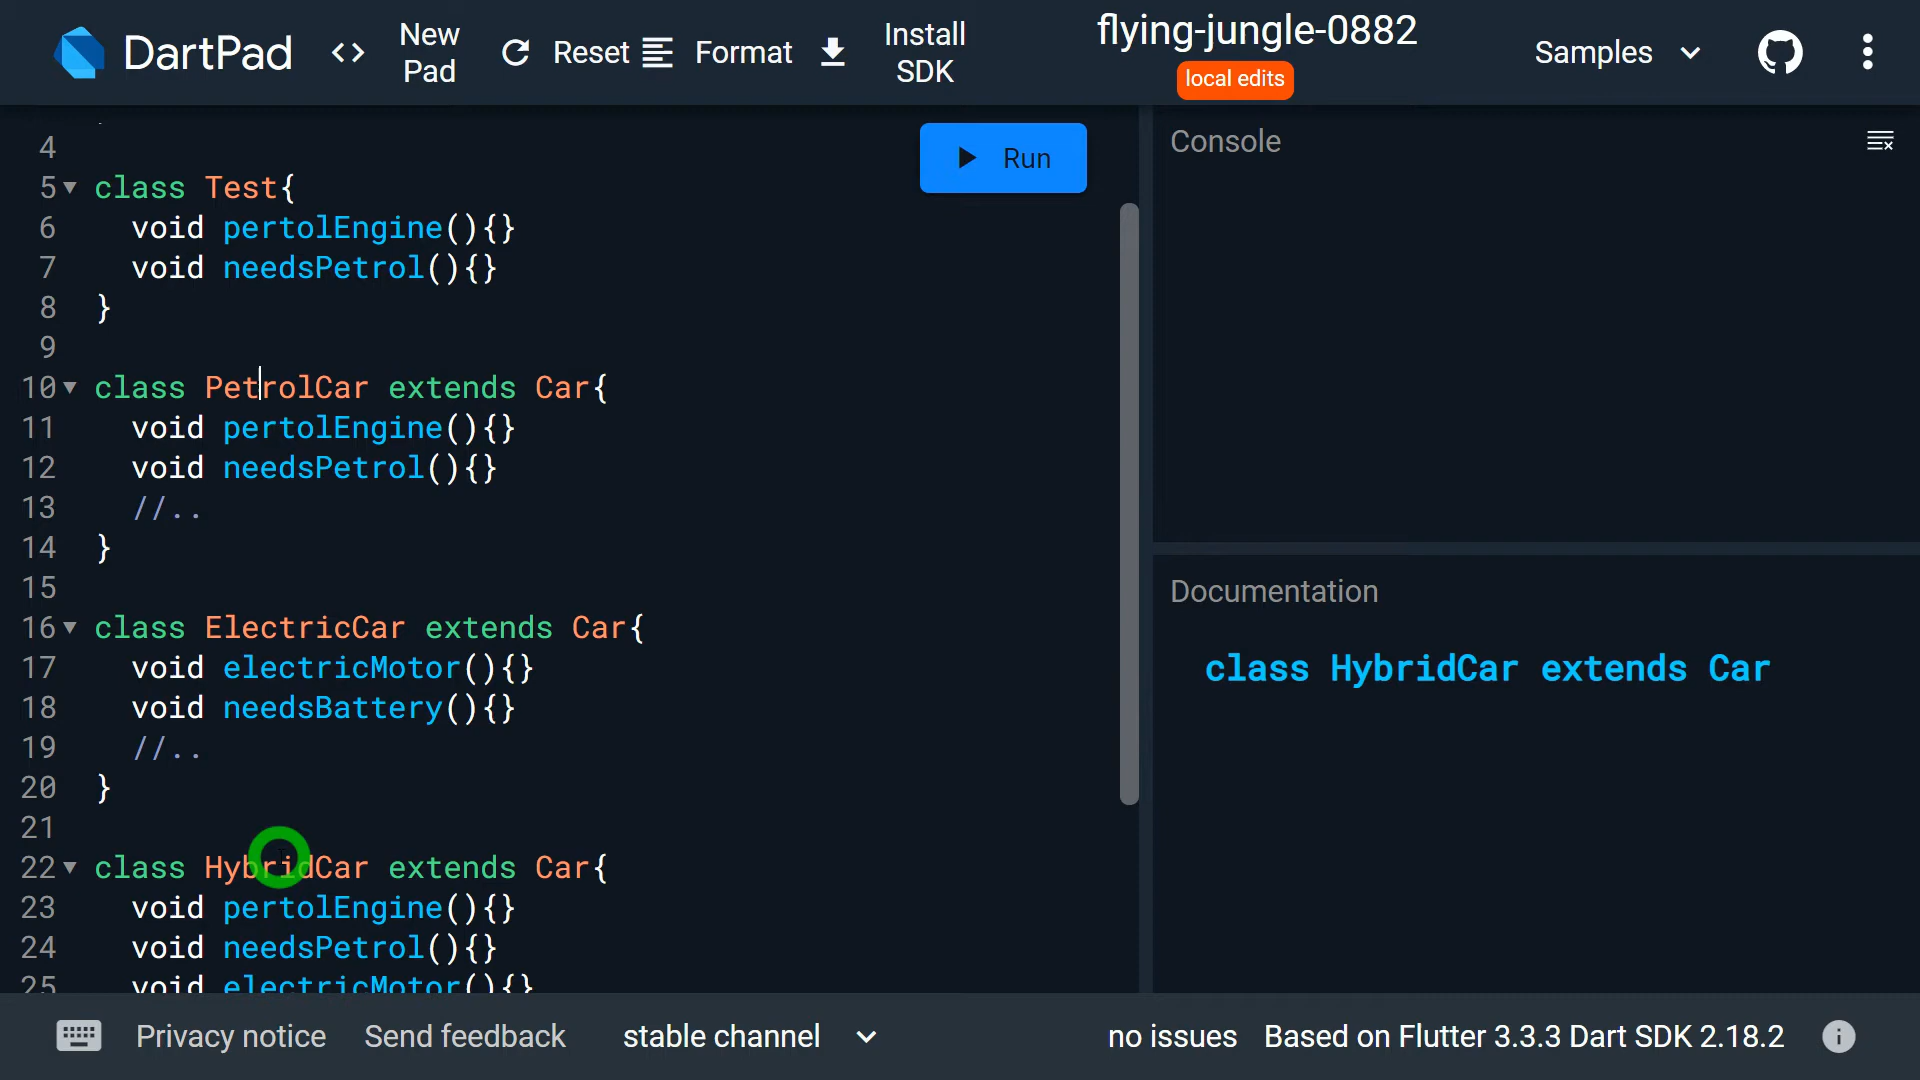 DartPad
<>
New
Pad
Reset
Format
Install
SDK
flying-jungle-0882
local edits
Samples
4
5 class Test{
6 void pertolEngine(){}
7 void needsPetrol(){}
8 }
9
10 class PetrolCar extends Car{
11 void pertolEngine(){}
12 void needsPetrol(){}
13 //..
14 }
15
16 class ElectricCar extends Car{
17 void electricMotor(){}
18 void needsBattery(){}
19 //..
20 }
21
22 class HybridCar extends Car{
23 void pertolEngine(){}
24 void needsPetrol(){}
25 void electricMotor(){}
Run
Console
Documentation
class HybridCar extends Car
Privacy notice
Send feedback
stable channel
no issues
Based on Flutter 3.3.3 Dart SDK 2.18.2